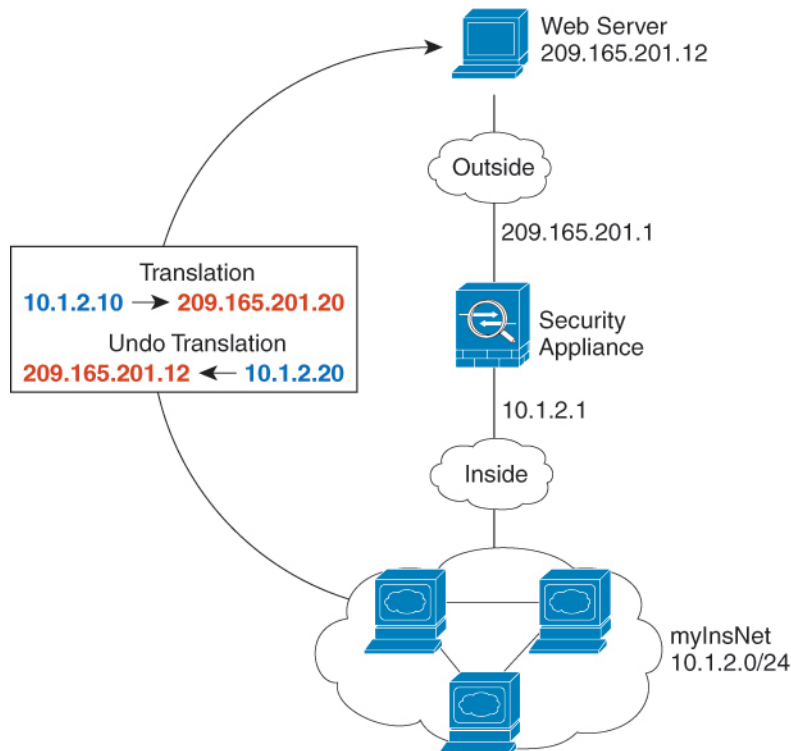 Web Server
209.165.201.12
Outside
209.165.201.1
Translation
10.1.2.10 → 209.165.201.20
Undo Translation
209.165.201.12 ← 10.1.2.20
Security
Appliance
10.1.2.1
Inside
myInsNet
10.1.2.0/24